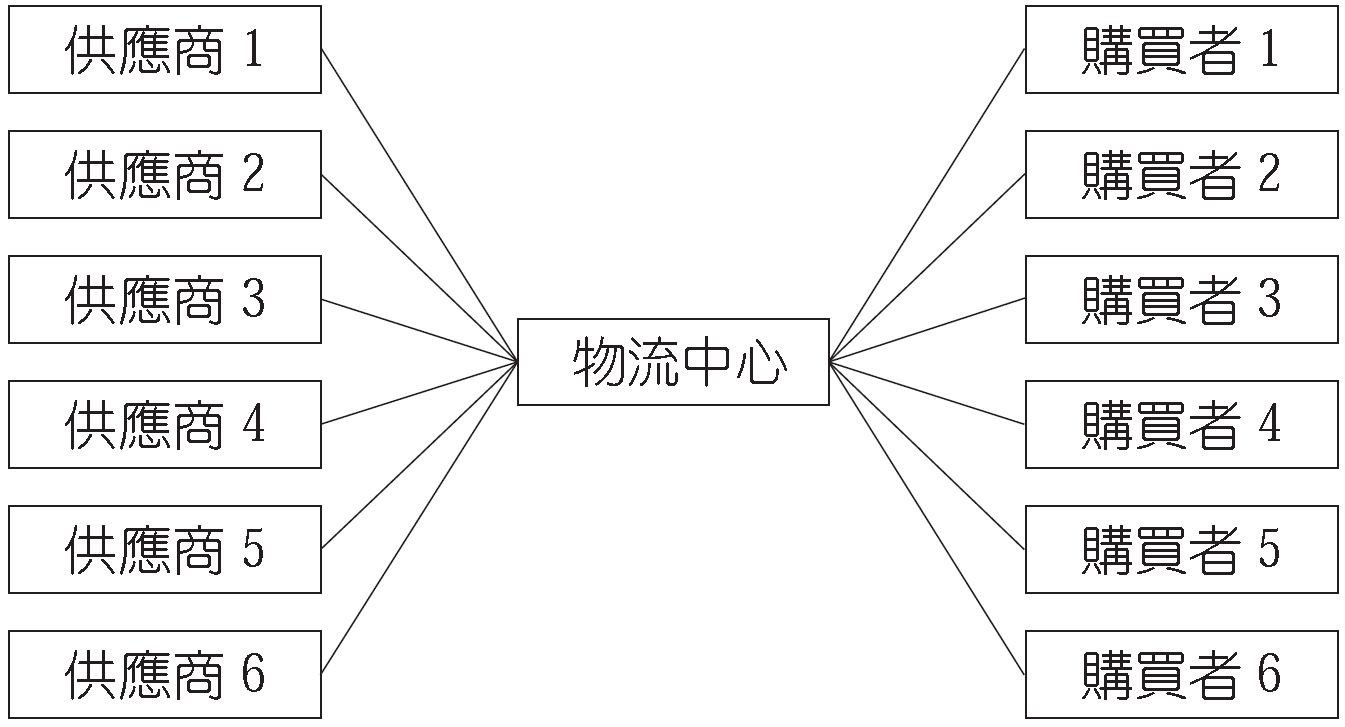 供應商 1
供應商 2
供應商 3
供應商 4
供應商 5
供應商 6
物流中心
購買者 1
購買者 2
購買者 3
購買者 4
購買者 5
購買者 6